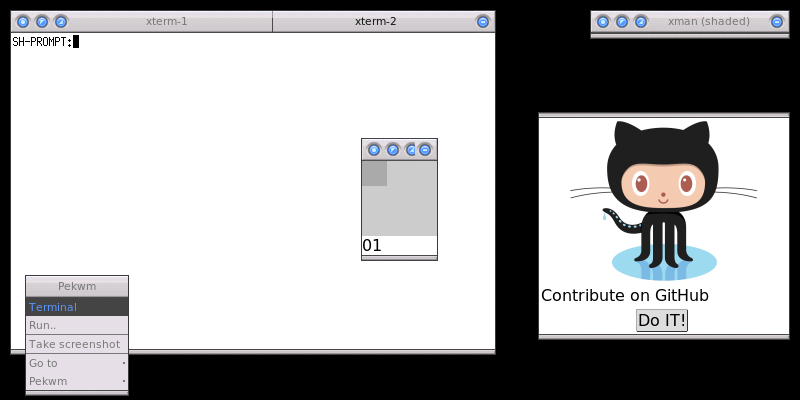 xterm-1
xterm-2
xman (shaded)
SH-PROMPT:
01
Contribute on GitHub
Do IT!
Pekwm
Terminal
Run..
Take screenshot
Go to
Pekwm